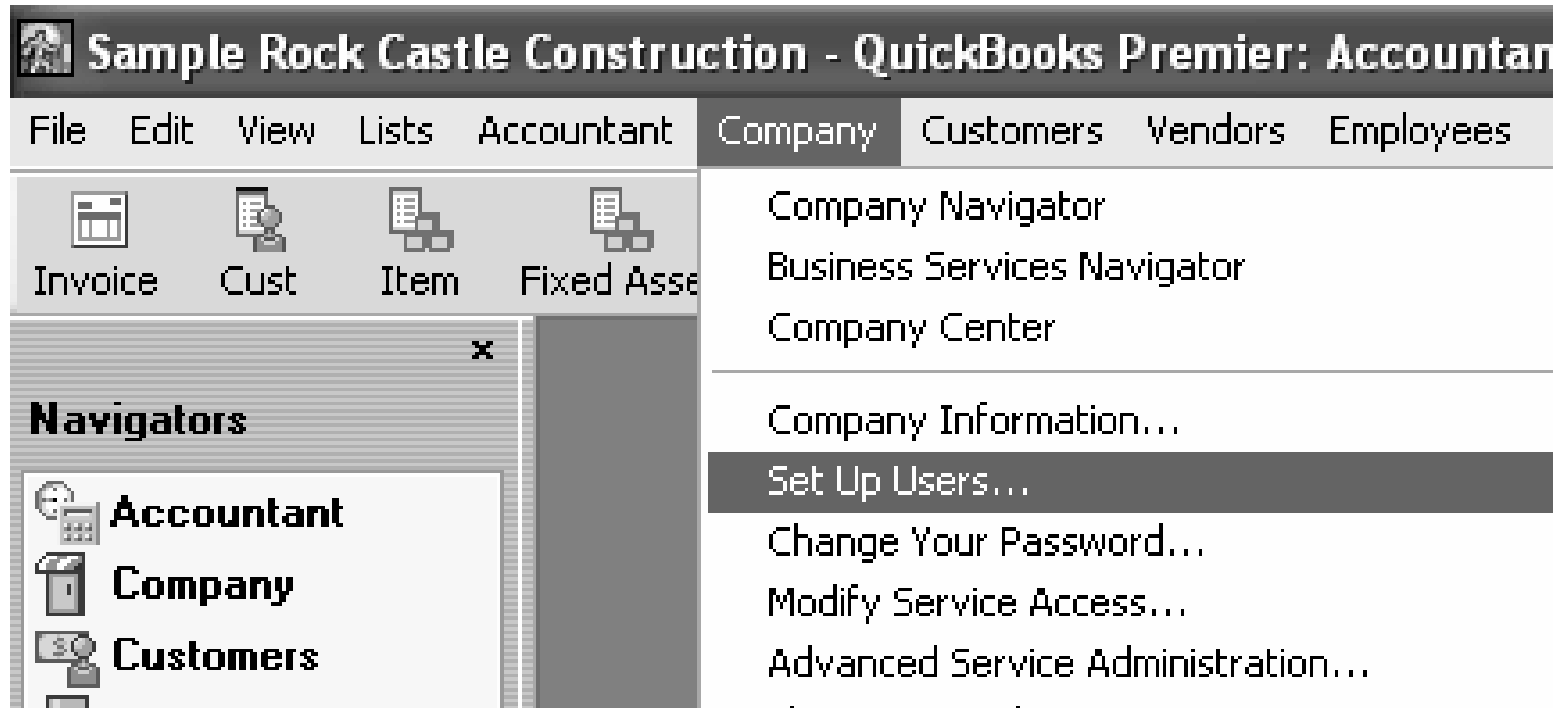 Sample Rock Castle Construction - QuickBooks Premier: Accountan
File Edit View Lists Accountant Company Customers Vendors Employees
Invoice Cust Item Fixed Asse
Company Navigator
Business Services Navigator
Company Center
Company Information...
Set Up Users...
Change Your Password...
Modify Service Access...
Advanced Service Administration...
x
Navigators
Accountant
Company
Customers